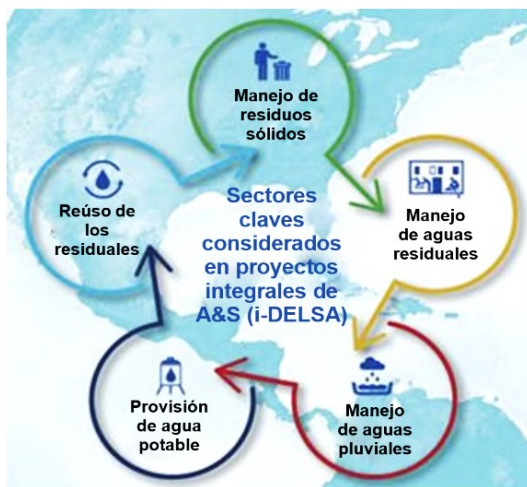 Manejo de
residuos
sólidos
Sectores
claves
considerados
en proyectos
integrales de
A&S (i-DELSA)
Manejo
de aguas
residuales
Manejo
de aguas
pluviales
Provisión
de agua
potable
Reúso de
los
residuales